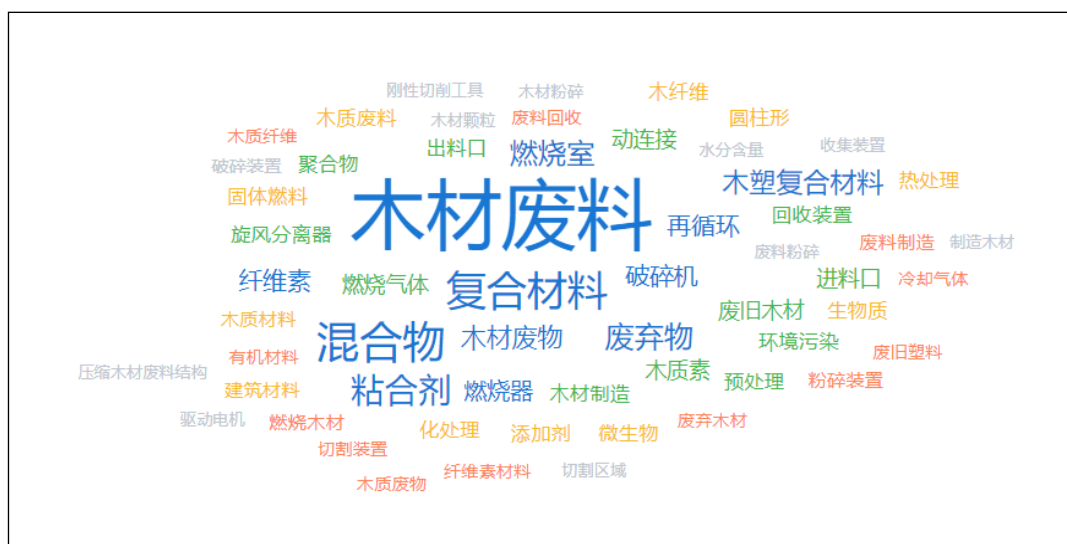 刚性切削工具 木材粉碎 木纤维
木质废料 木材颗粒 废料回收 圆柱形
木质纤维 出料口 燃烧室 动连接 水分含量 收集装置
破碎装置 聚合物 木塑复合材料 热处理
固体燃料 木材废料 再循环 回收装置
旋风分离器 废料粉碎 废料制造 制造木材
纤维素 燃烧气体 复合材料 破碎机 进料口 冷却气体
木质材料 废旧木材 生物质
混合物 木材废物 废弃物 环境污染 废旧塑料
有机材料
压缩木材废料结构 木质素 预处理 粉碎装置
建筑材料 粘合剂 燃烧器 木材制造
驱动电机 燃烧木材 化处理 添加剂 微生物 废弃木材
切割装置
木质废物 纤维素材料 切割区域